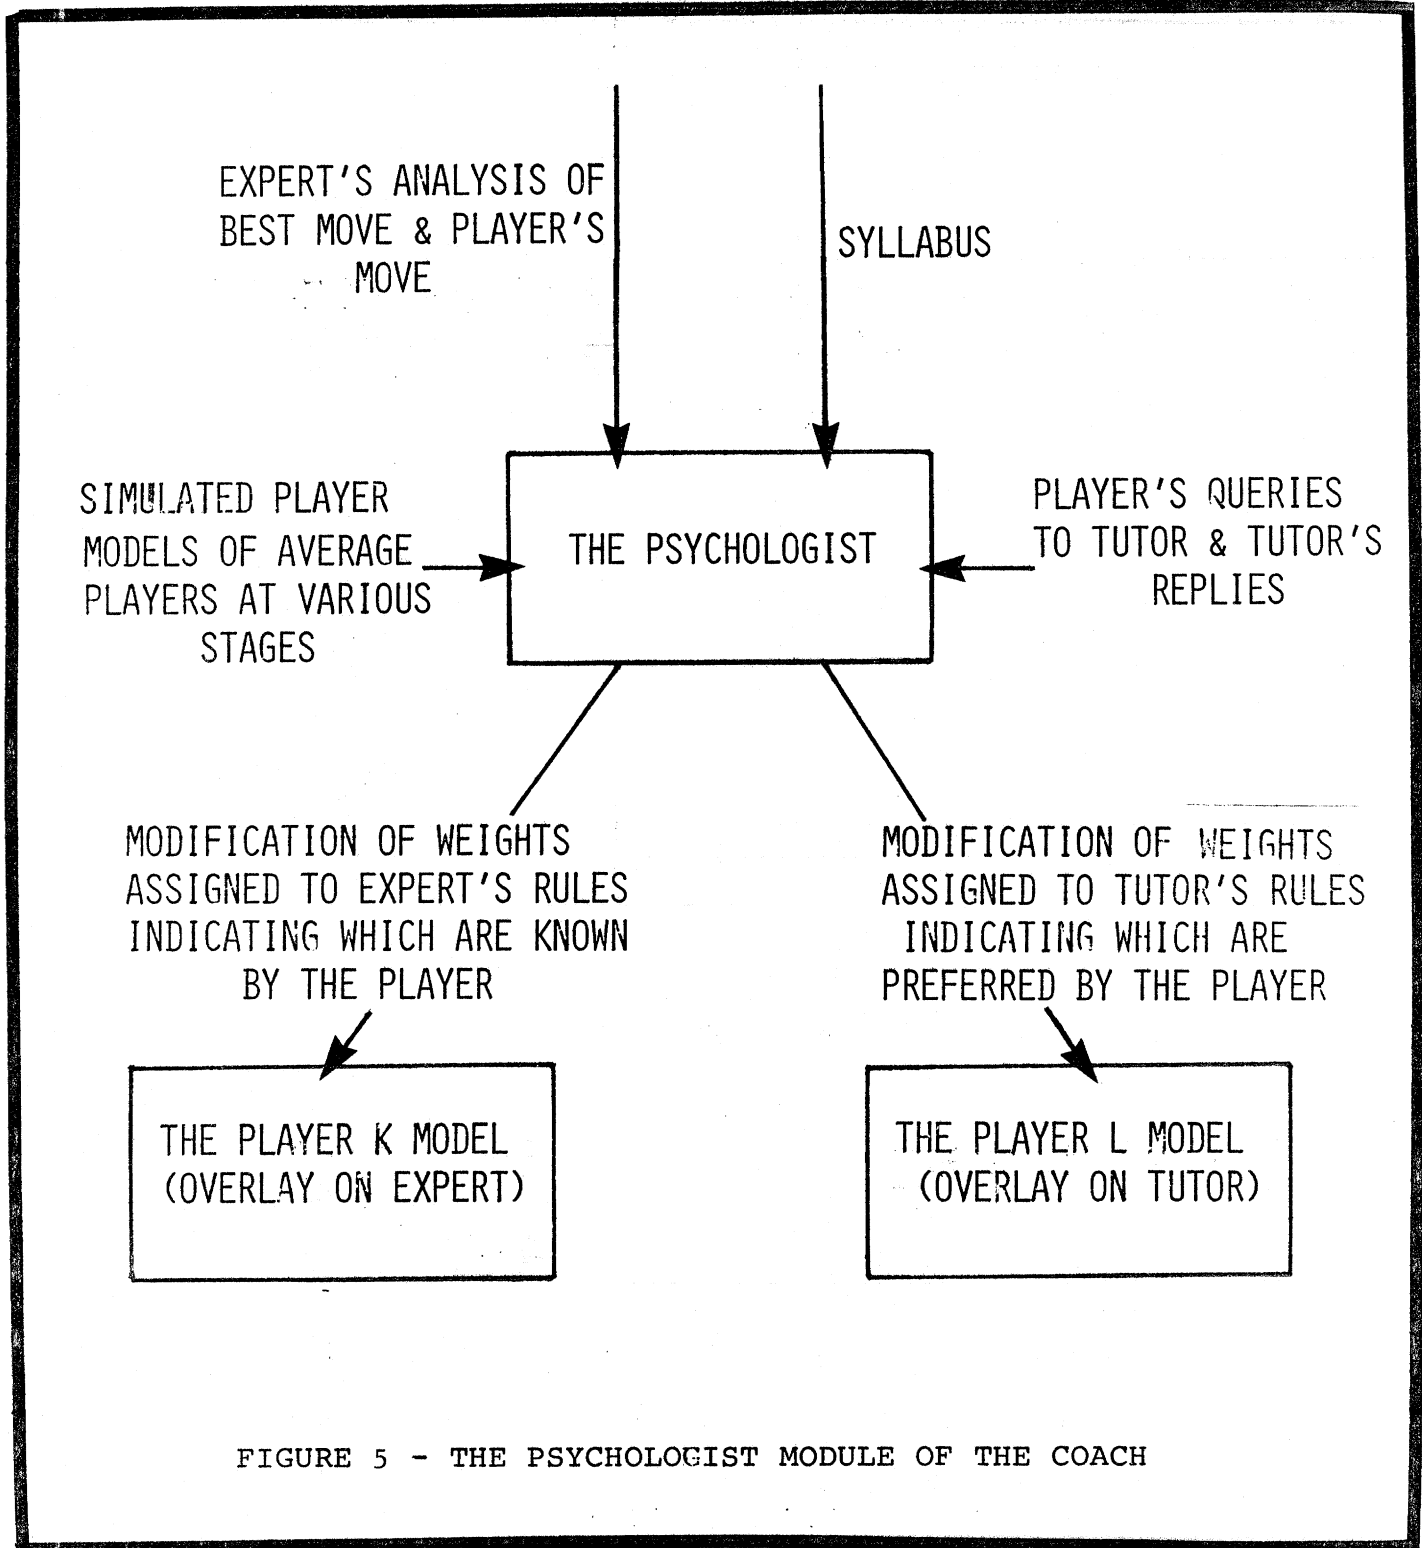 EXPERT'S ANALYSIS OF
BEST MOVE & PLAYER'S
MOVE
SYLLABUS
SIMULATED PLAYER
MODELS OF AVERAGE
PLAYERS AT VARIOUS
STAGES
THE PSYCHOLOGIST
PLAYER'S QUERIES
TO TUTOR & TUTOR'S
REPLIES
MODIFICATION OF WEIGHTS
ASSIGNED TO EXPERT'S RULES
INDICATING WHICH ARE KNOWN
BY THE PLAYER
MODIFICATION OF WEIGHTS
ASSIGNED TO TUTOR'S RULES
INDICATING WHICH ARE
PREFERRED BY THE PLAYER
THE PLAYER K MODEL
(OVERLAY ON EXPERT)
THE PLAYER L MODEL
(OVERLAY ON TUTOR)
FIGURE 5 - THE PSYCHOLOGIST MODULE OF THE COACH